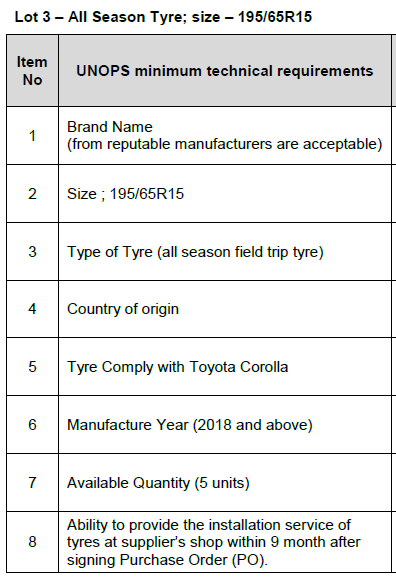 Lot 3 – All Season Tyre; size – 195/65R15
Item
No
UNOPS minimum technical requirements
1
Brand Name
(from reputable manufacturers are acceptable)
2
Size ; 195/65R15
3
Type of Tyre (all season field trip tyre)
4
Country of origin
5
Tyre Comply with Toyota Corolla
6
Manufacture Year (2018 and above)
7
Available Quantity (5 units)
8
Ability to provide the installation service of
tyres at supplier's shop within 9 month after
signing Purchase Order (PO).